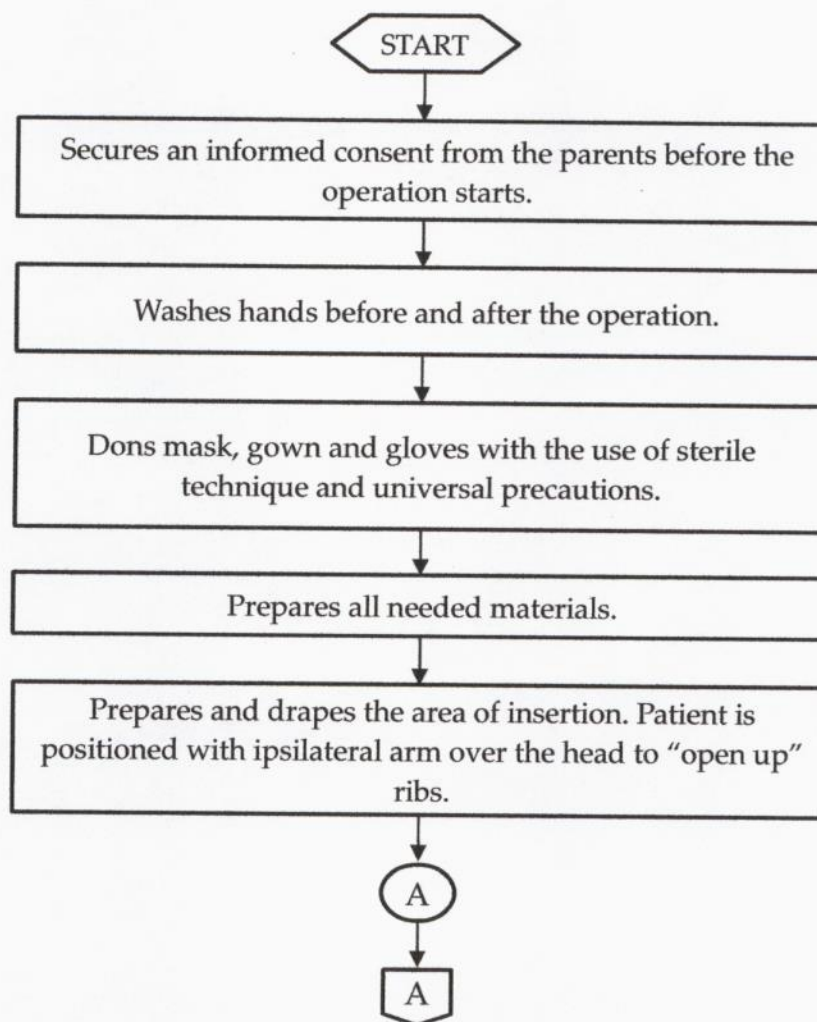 START
Secures an informed consent from the parents before the
operation starts.
Washes hands before and after the operation.
Dons mask, gown and gloves with the use of sterile
technique and universal precautions.
Prepares all needed materials.
Prepares and drapes the area of insertion. Patient is
positioned with ipsilateral arm over the head to “open up”
ribs.
A
A